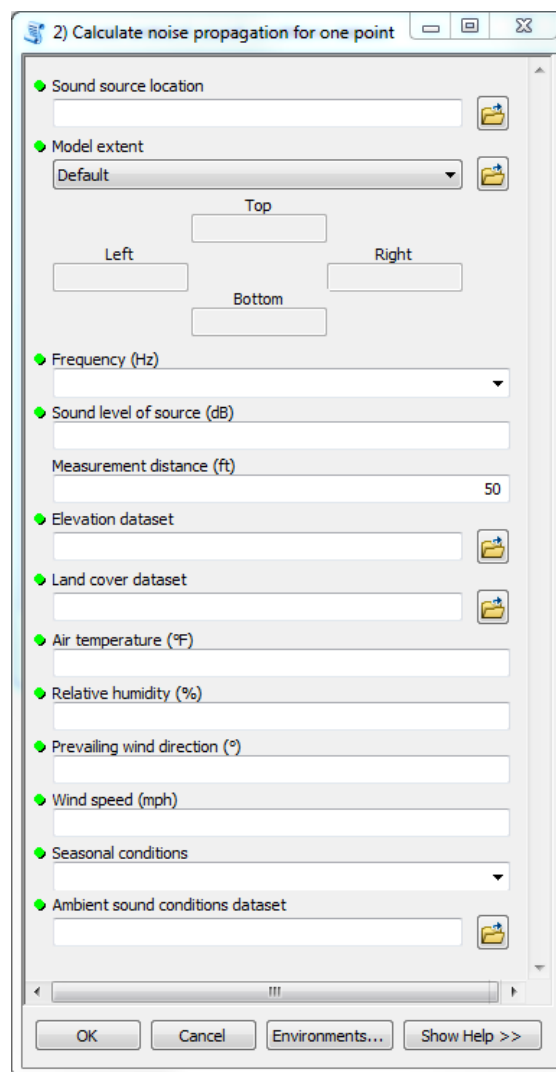 2) Calculate noise propagation for one point
Sound source location
Model extent
Default
Top
Left Right
Bottom
Frequency (Hz)
Sound level of source (dB)
Measurement distance (ft)
50
Elevation dataset
Land cover dataset
Air temperature (ºF)
Relative humidity (%)
Prevailing wind direction (º)
Wind speed (mph)
Seasonal conditions
Ambient sound conditions dataset
OK Cancel Environments... Show Help >>